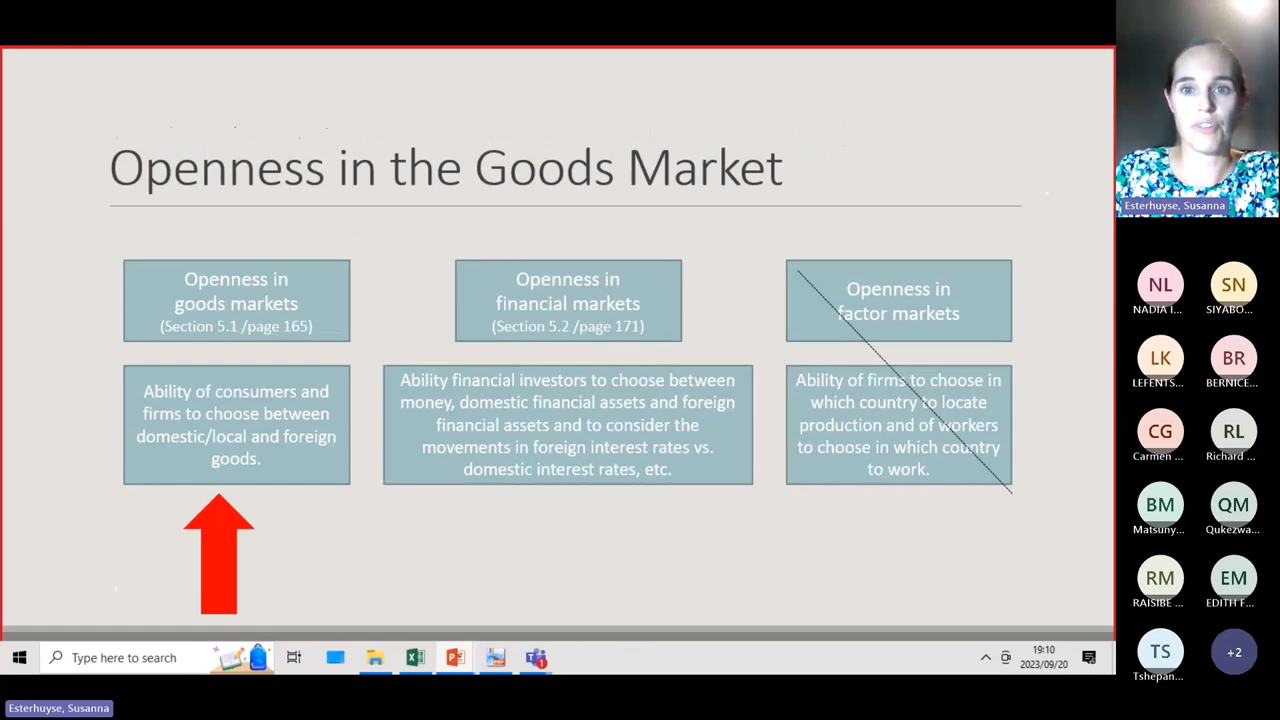 Openness in the Goods Market
Openness in
goods markets
(Section 5.1 /page 165)
Openness in
financial markets
(Section 5.2 /page 171)
Openness in
factor markets
Ability of consumers and
firms to choose between
domestic/local and foreign
goods.
Ability financial investors to choose between
money, domestic financial assets and foreign
financial assets and to consider the
movements in foreign interest rates vs.
domestic interest rates, etc.
Ability of firms to choose in
which country to locate
production and of workers
to choose in which country
to work.
Esterhuyse, Susanna
NL
NADIA I...
SN
SIYABO...
LK
LEFENTS...
BR
BERNICE...
CG
Carmen ...
RL
Richard ...
BM
Matsuny...
QM
Qukezwa...
RM
RAISIBE ...
EM
EDITH F...
TS
Tshepan...
+2
Type here to search
1
19:10
2023/09/20
Esterhuyse, Susanna